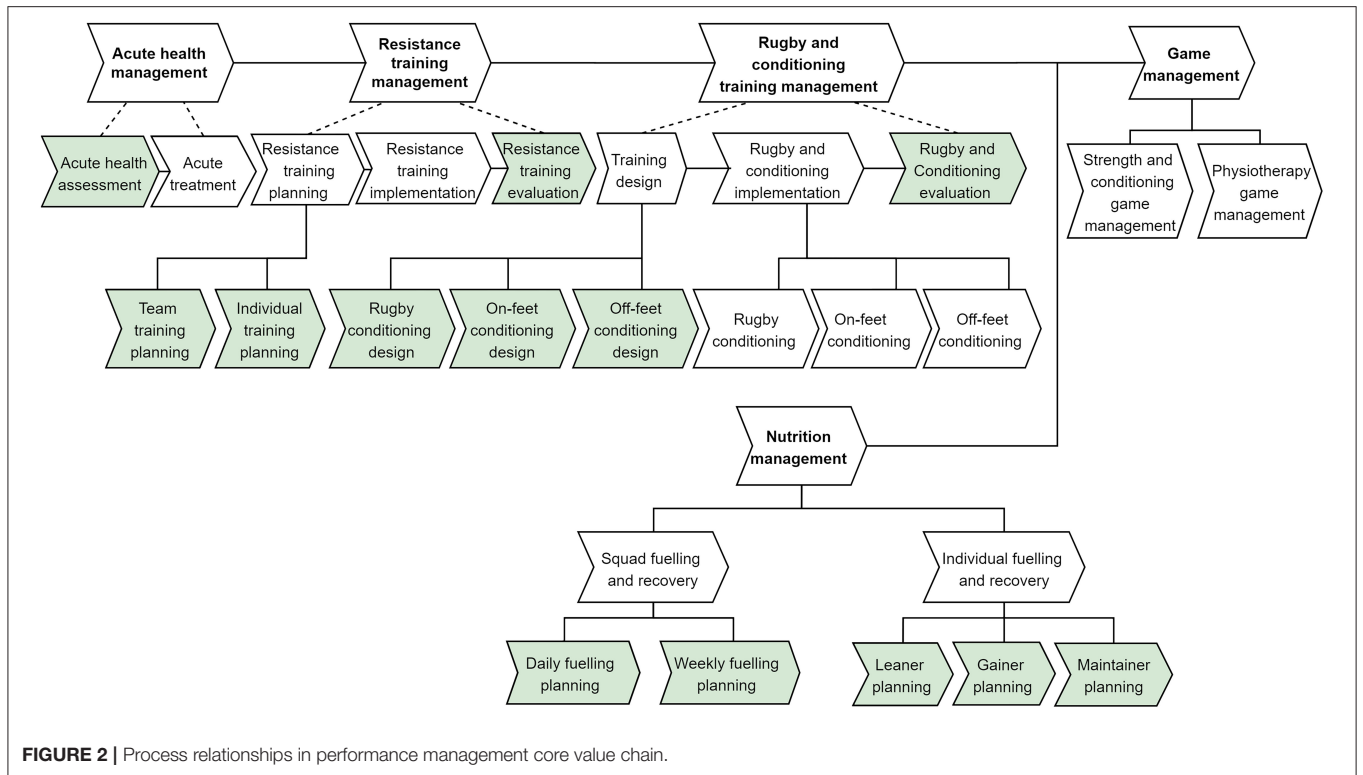 Acute health
management
Resistance
training
management
Rugby and
conditioning
training management
Game
management
Acute health
assessment
Acute
treatment
Resistance
training
planning
Resistance
training
implementation
Resistance
training
evaluation
Training
design
Rugby and
conditioning
implementation
Rugby and
Conditioning
evaluation
Strength and
conditioning
game
management
Physiotherapy
game
management
Team
training
planning
Individual
training
planning
Rugby
conditioning
design
On-feet
conditioning
design
Off-feet
conditioning
design
Rugby
conditioning
On-feet
conditioning
Off-feet
conditioning
Nutrition
management
Squad fuelling
and recovery
Individual fuelling
and recovery
Daily fuelling
planning
Weekly fuelling
planning
Leaner
planning
Gainer
planning
Maintainer
planning
FIGURE 2 | Process relationships in performance management core value chain.